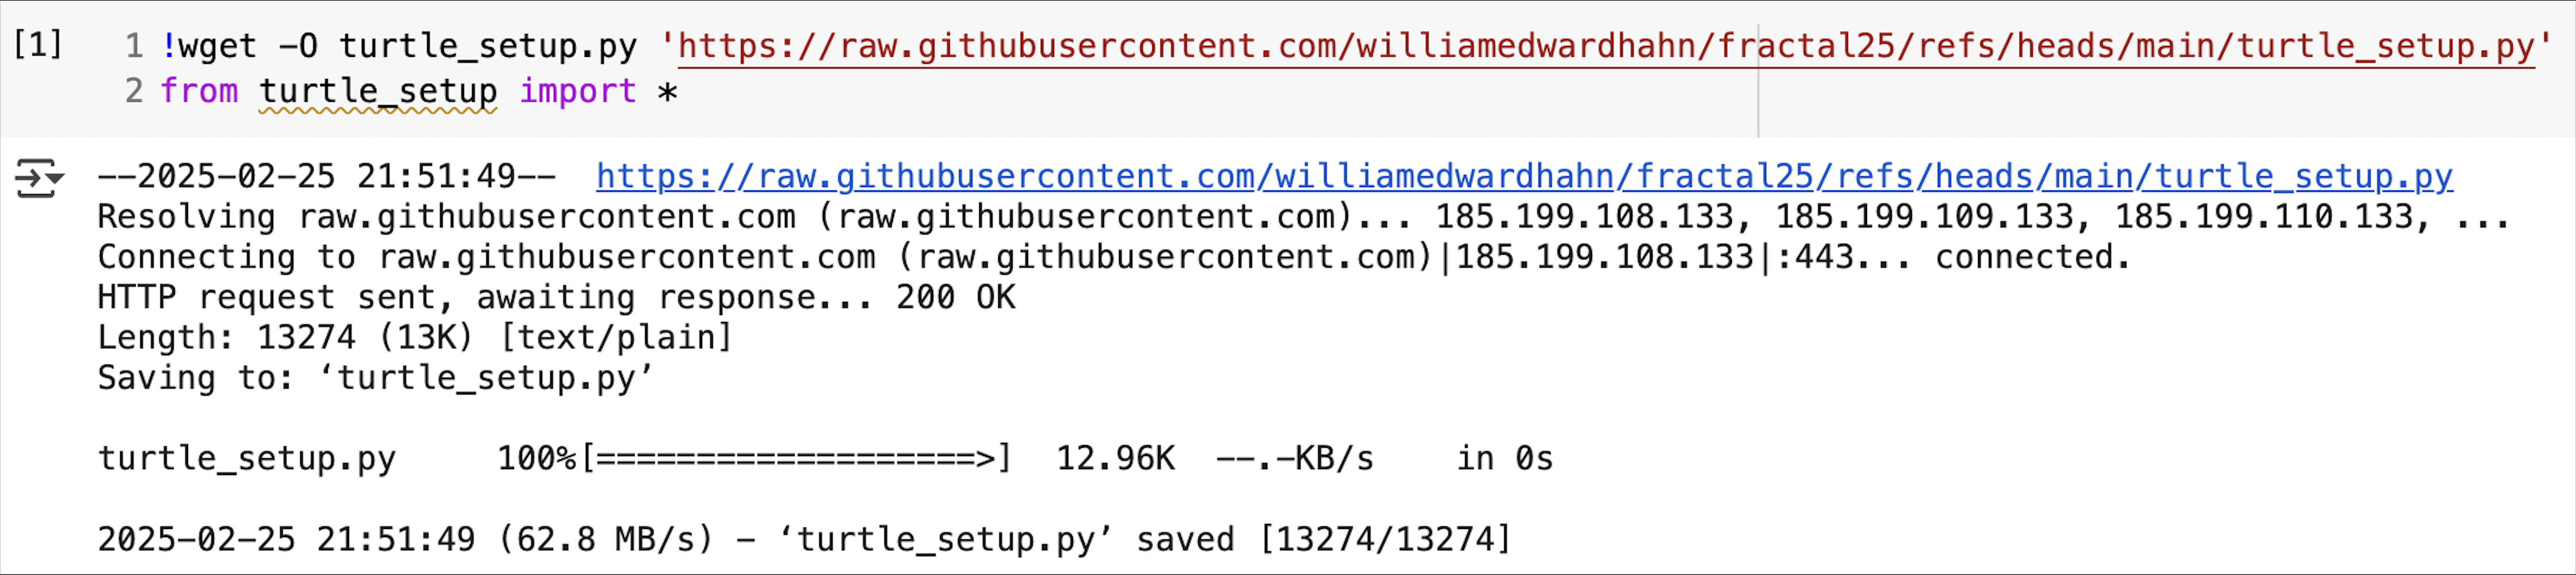 [1] 1 !wget -O turtle_setup.py 'https://raw.githubusercontent.com/williamedwardhahn/fractal25/refs/heads/main/turtle_setup.py'
2 from turtle_setup import *
--2025-02-25 21:51:49--  https://raw.githubusercontent.com/williamedwardhahn/fractal25/refs/heads/main/turtle_setup.py
Resolving raw.githubusercontent.com (raw.githubusercontent.com)... 185.199.108.133, 185.199.109.133, 185.199.110.133, ...
Connecting to raw.githubusercontent.com (raw.githubusercontent.com)|185.199.108.133|:443... connected.
HTTP request sent, awaiting response... 200 OK
Length: 13274 (13K) [text/plain]
Saving to: ‘turtle_setup.py’
turtle_setup.py     100%[===================>]  12.96K  --.-KB/s    in 0s
2025-02-25 21:51:49 (62.8 MB/s) - ‘turtle_setup.py’ saved [13274/13274]